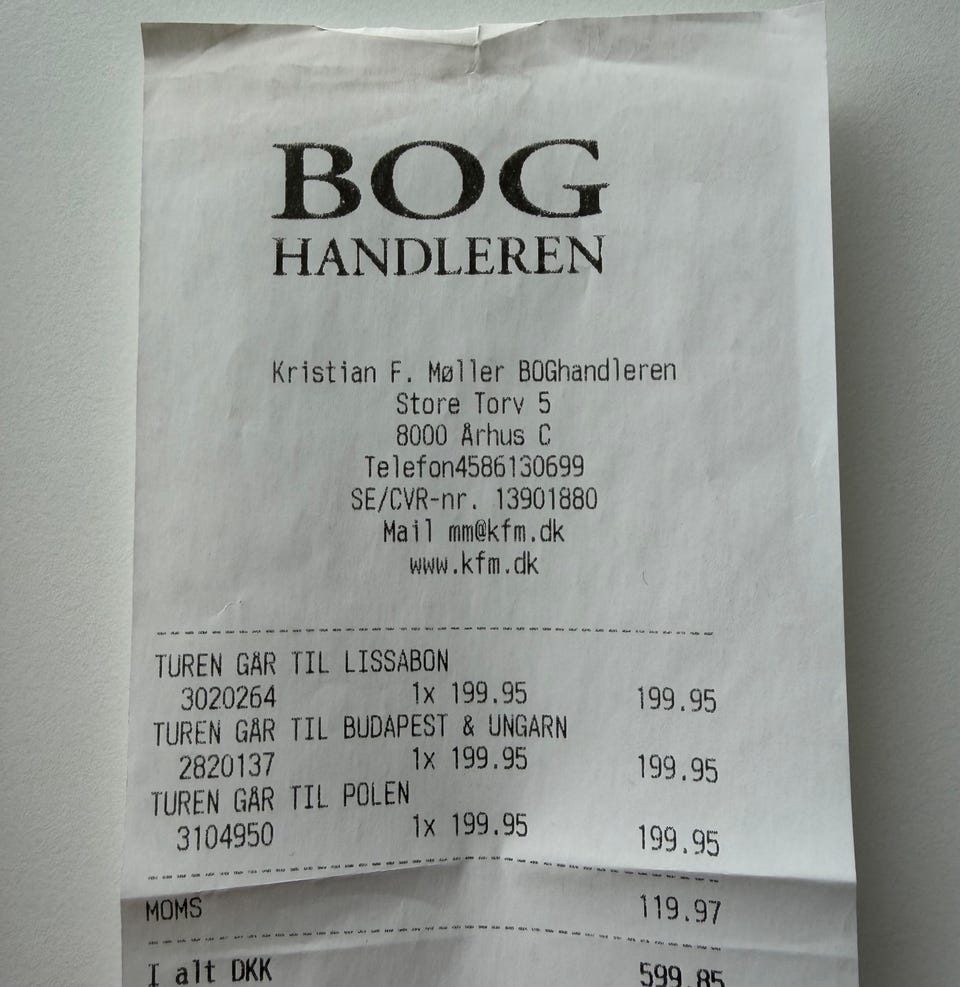 BOG
HANDLEREN
Kristian F. Møller BOGhandleren
Store Torv 5
8000 Århus C
Telefon4586130699
SE/CVR-nr. 13901880
Mail mm@kfm.dk
www.kfm.dk
TUREN GÅR TIL LISSABON
3020264 1x 199.95 199.95
TUREN GÅR TIL BUDAPEST & UNGARN
2820137 1x 199.95 199.95
TUREN GÅR TIL POLEN
3104950 1x 199.95 199.95
MOMS 119.97
I alt DKK 599.85